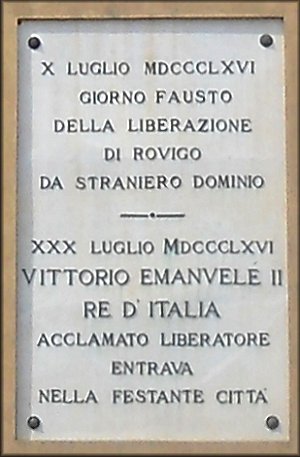 X LUGLIO MDCCCLXVI
GIORNO FAUSTO
DELLA LIBERAZIONE
DI ROVIGO
DA STRANIERO DOMINIO
XXX LUGLIO MDCCCLXVI
VITTORIO EMANVELE II
RE D'ITALIA
ACCLAMATO LIBERATORE
ENTRAVA
NELLA FESTANTE CITTÀ